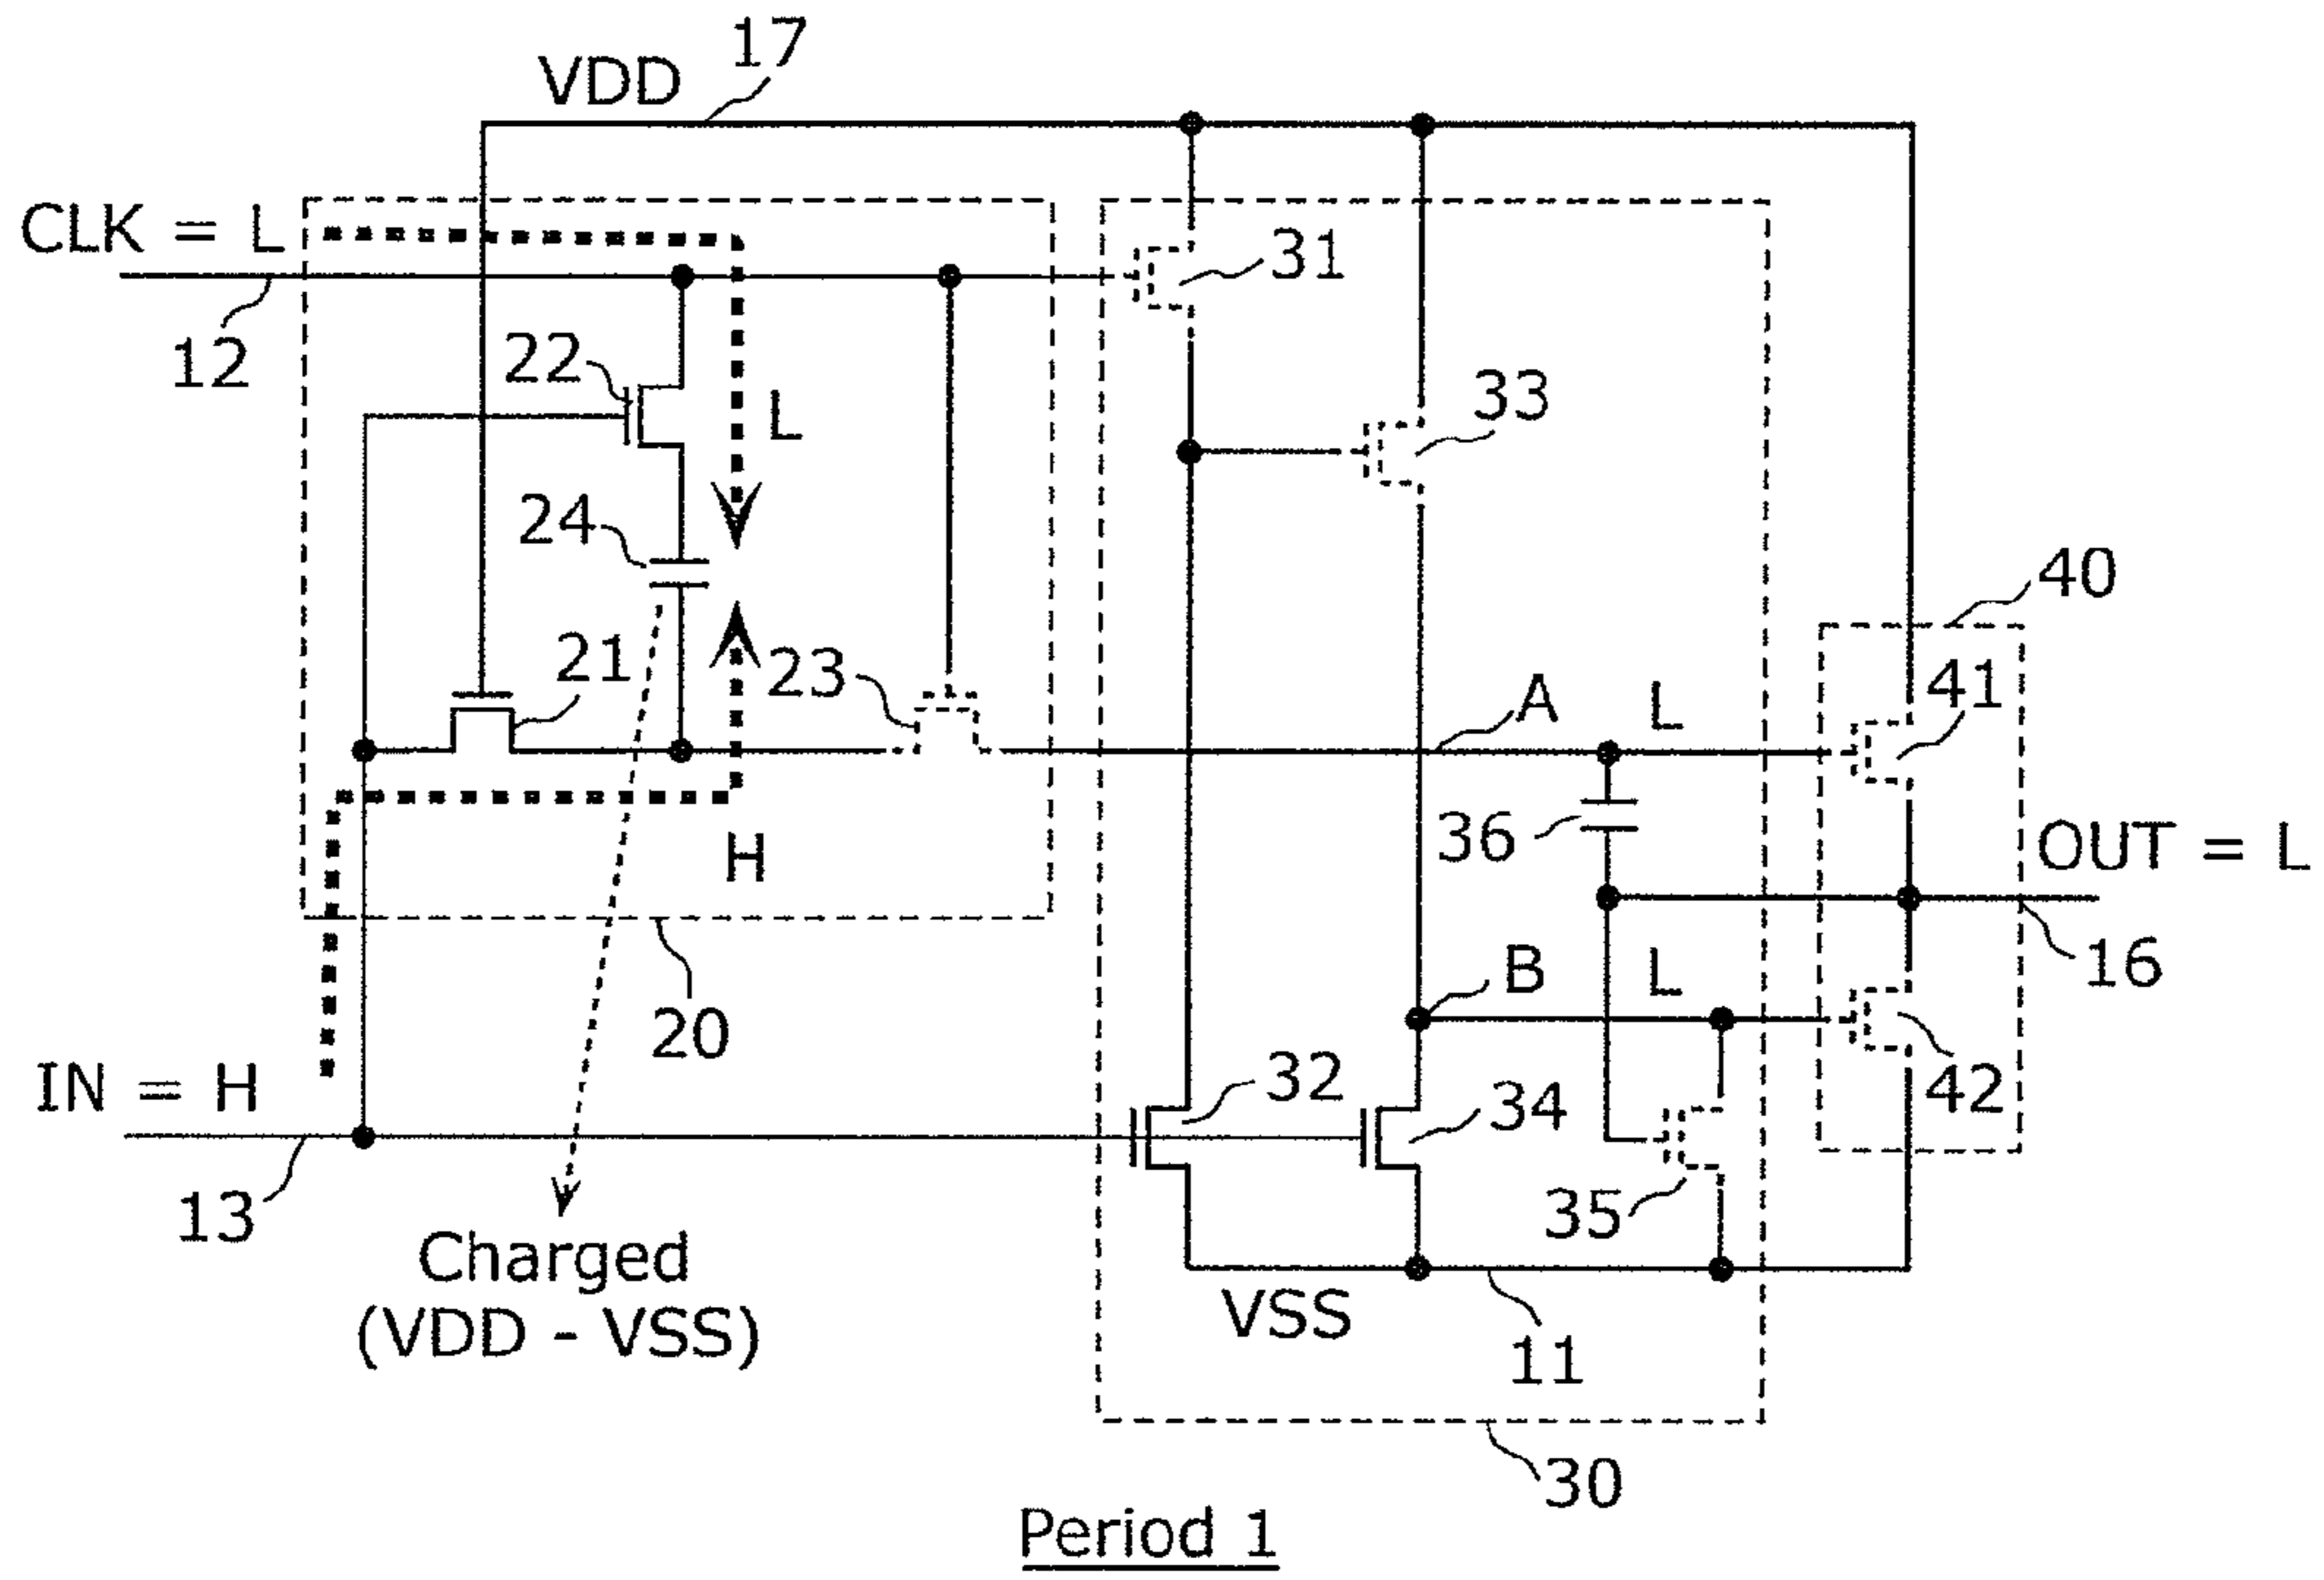 17
VDD
CLK = L
12
22
L
31
33
24
40
21
23
A
L
41
36
H
OUT = L
B
L
16
20
IN = H
32
34
42
13
35
Charged
(VDD - VSS)
VSS
11
30
Period 1